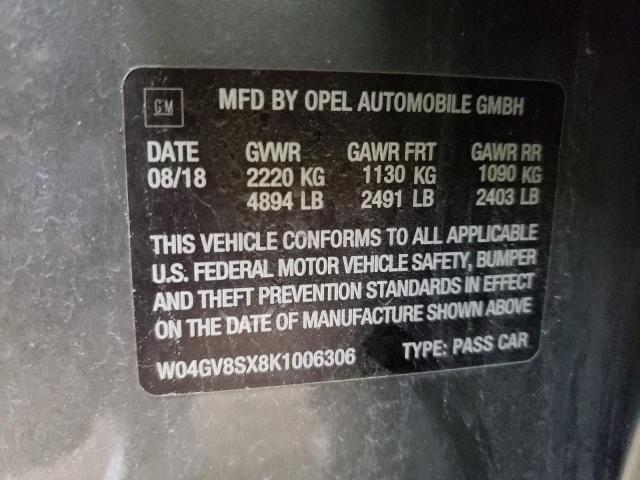 GM
MFD BY OPEL AUTOMOBILE GMBH
DATE GVWR GAWR FRT GAWR RR
08/18 2220 KG 1130 KG 1090 KG
4894 LB 2491 LB 2403 LB
THIS VEHICLE CONFORMS TO ALL APPLICABLE
U.S. FEDERAL MOTOR VEHICLE SAFETY, BUMPER
AND THEFT PREVENTION STANDARDS IN EFFECT
ON THE DATE OF MANUFACTURE SHOWN ABOVE
W04GV8SX8K1006306 TYPE: PASS CAR